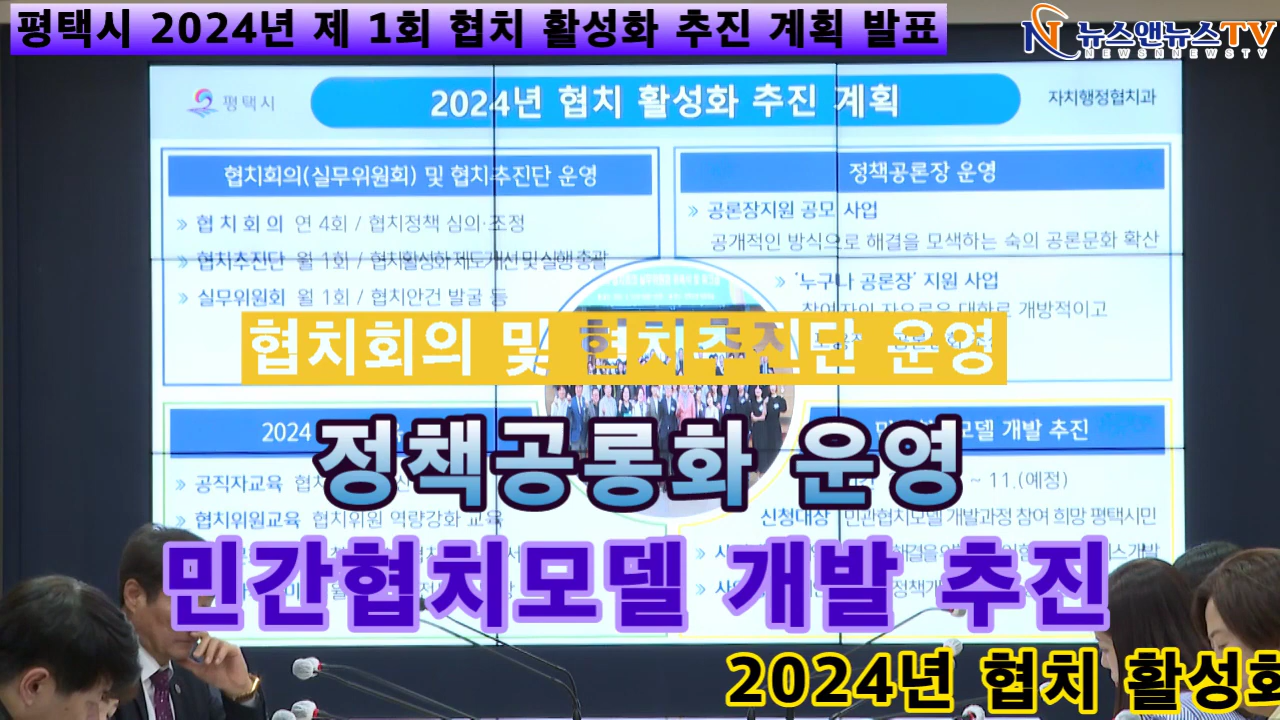 평택시 2024년 제 1회 협치 활성화 추진 계획 발표
뉴스앤뉴스TV
NEWSNNEWSTV
평택시
2024년 협치 활성화 추진 계획
자치행정협치과
협치회의(실무위원회) 및 협치추진단 운영
» 협치회의 연 4회 / 협치정책 심의·조정
» 협치추진단 월 1회 / 협치활성화 제도개선 및 실행 총괄
» 실무위원회 월 1회 / 협치안건 발굴 등
정책공론장 운영
» 공론장지원 공모 사업
공개적인 방식으로 해결을 모색하는 숙의 공론문화 확산
» '누구나 공론장' 지원 사업
개방적이고
협치회의 및 협치추진단 운영
정책공롱화 운영
2024
모델 개발 추진
» 공직자교육
~ 11.(예정)
» 협치위원교육 협치위원 역량강화 교육
신청대상 민관협치모델 개발과정 참여 희망 평택시민
민간협치모델 개발 추진
2024년 협치 활성화